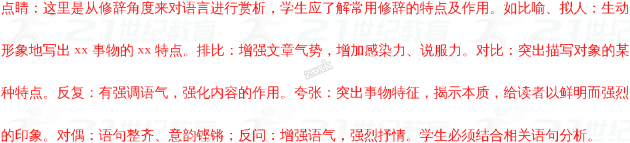 点睛：这里是从修辞角度来对语言进行赏析，学生应了解常用修辞的特点及作用。如比喻、拟人：生动
形象地写出 xx 事物的 xx 特点。排比：增强文章气势，增加感染力、说服力。对比：突出描写对象的某
种特点。反复：有强调语气，强化内容的作用。夸张：突出事物特征，揭示本质，给读者以鲜明而强烈
的印象。对偶：语句整齐、意韵铿锵；反问：增强语气，强烈抒情。学生必须结合相关语句分析。